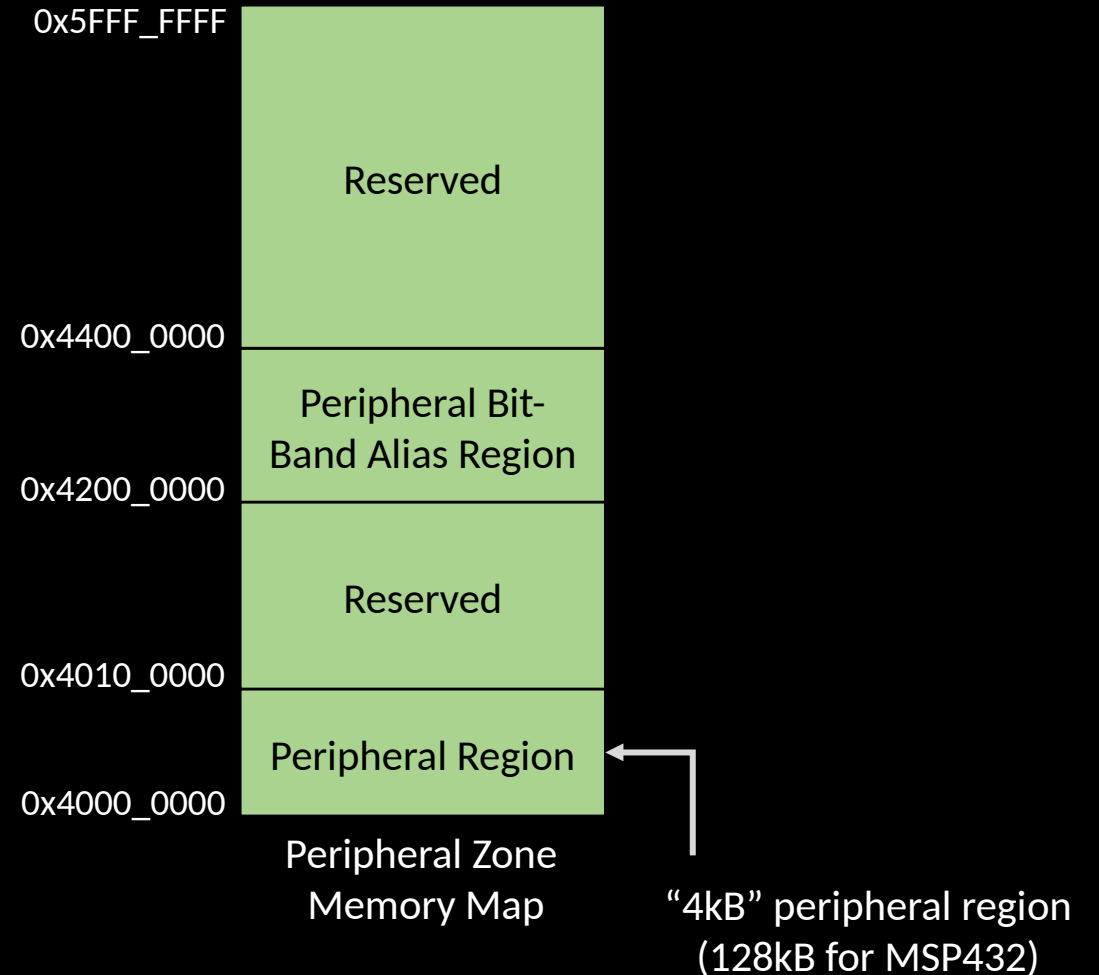 0x5FFF_FFFF
Reserved
0x4400_0000
Peripheral Bit-
Band Alias Region
0x4200_0000
Reserved
0x4010_0000
Peripheral Region
0x4000_0000
Peripheral Zone
Memory Map
“4kB” peripheral region
(128kB for MSP432)